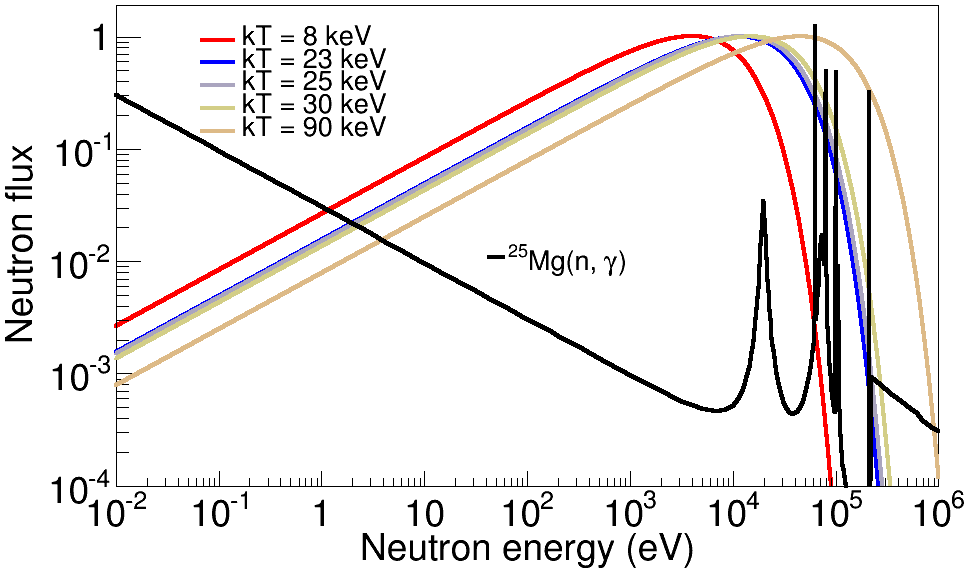 kT = 8 keV
kT = 23 keV
kT = 25 keV
kT = 30 keV
kT = 90 keV
²⁵Mg(n, γ)
Neutron flux
1
10⁻¹
10⁻²
10⁻³
10⁻⁴
10⁻² 10⁻¹ 1 10 10² 10³ 10⁴ 10⁵ 10⁶
Neutron energy (eV)